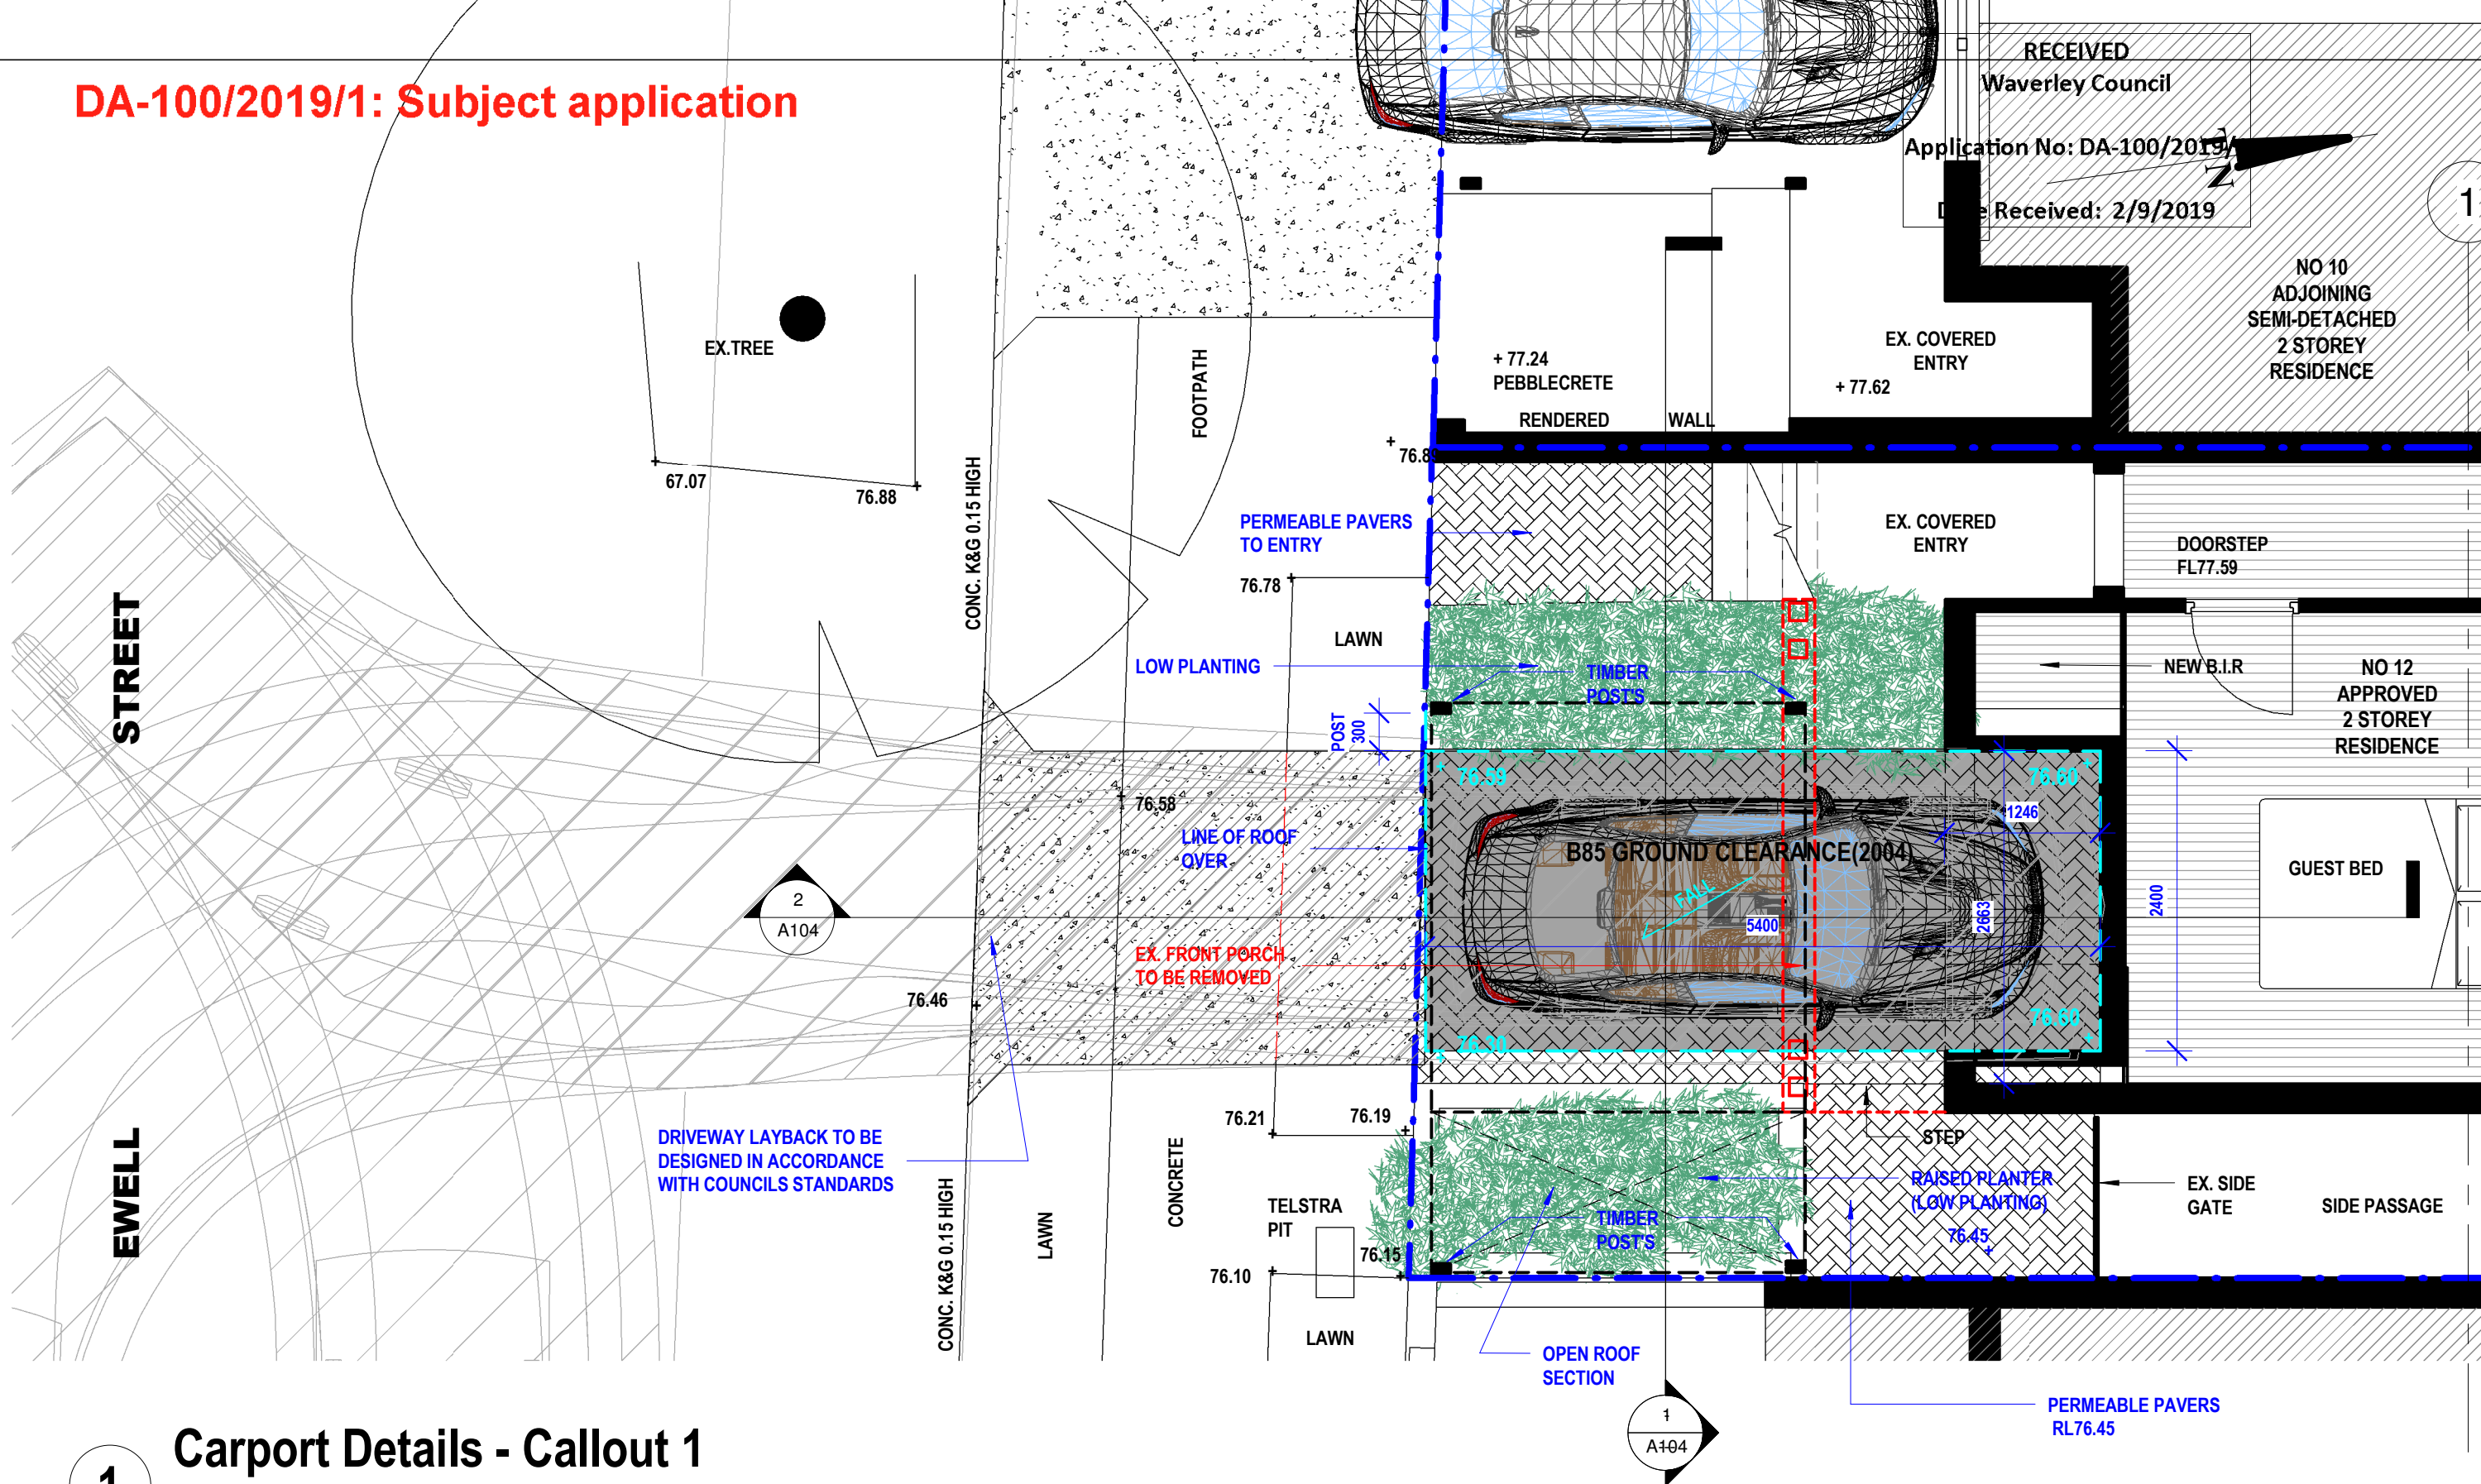 DA-100/2019/1: Subject application
RECEIVED
Waverley Council
Application No: DA-100/2019/
Date Received: 2/9/2019
N
1
NO 10
ADJOINING
SEMI-DETACHED
2 STOREY
RESIDENCE
EX.TREE
FOOTPATH
+ 77.24
PEBBLECRETE
EX. COVERED
ENTRY
+ 77.62
RENDERED WALL
76.89
67.07
76.88
CONC. K&G 0.15 HIGH
PERMEABLE PAVERS
TO ENTRY
EX. COVERED
ENTRY
DOORSTEP
FL77.59
76.78
LAWN
LOW PLANTING
TIMBER
POST'S
NEW B.I.R
NO 12
APPROVED
2 STOREY
RESIDENCE
STREET
POST
300
76.59
76.60
76.58
1246
LINE OF ROOF
OVER
B85 GROUND CLEARANCE(2004)
GUEST BED
FALL
2
A104
5400
2663
2400
EX. FRONT PORCH
TO BE REMOVED
76.46
76.30
76.60
76.21
76.19
DRIVEWAY LAYBACK TO BE
DESIGNED IN ACCORDANCE
WITH COUNCILS STANDARDS
EWELL
CONCRETE
STEP
RAISED PLANTER
(LOW PLANTING)
76.45
EX. SIDE
GATE
SIDE PASSAGE
CONC. K&G 0.15 HIGH
LAWN
TELSTRA
PIT
TIMBER
POST'S
76.15
76.10
LAWN
OPEN ROOF
SECTION
PERMEABLE PAVERS
RL76.45
1
A104
1
Carport Details - Callout 1